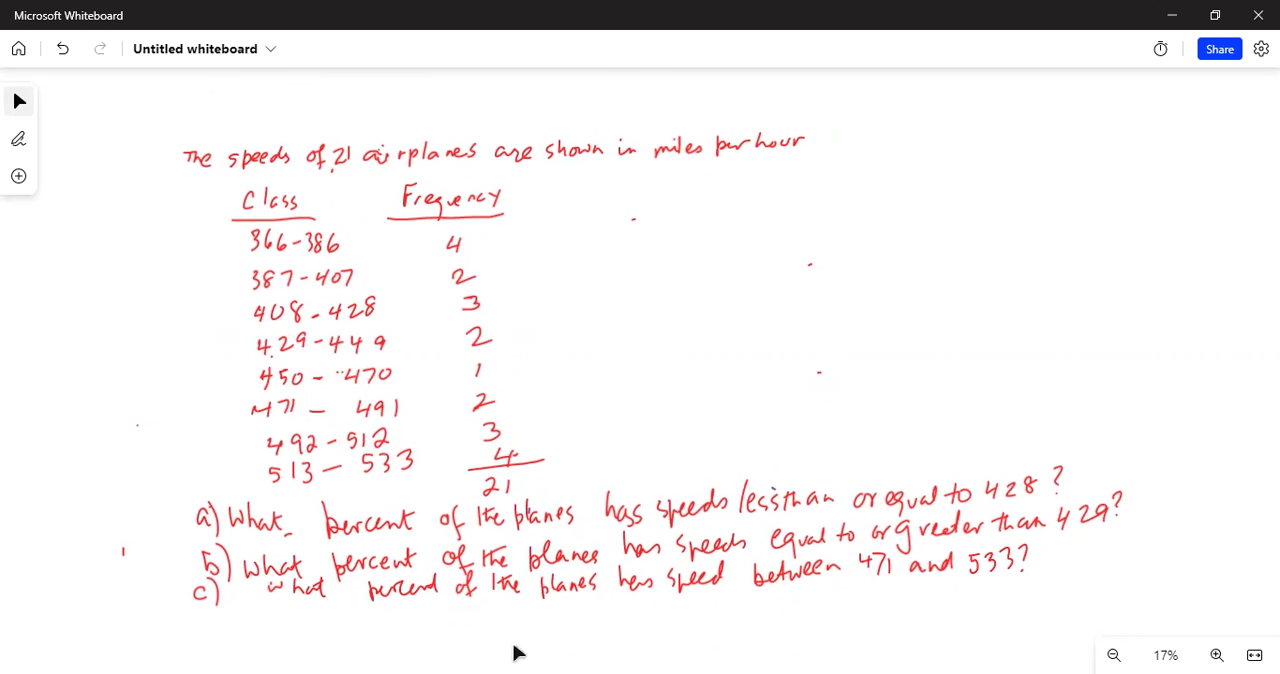 Microsoft Whiteboard
Untitled whiteboard
Share
The speeds of 21 airplanes are shown in miles per hour
Class Frequency
366-386 4
387-407 2
408-428 3
429-449 2
450-470 1
471-491 2
492-512 3
513-533 4
21
a) What percent of the planes has speeds less than or equal to 428?
b) What percent of the planes has speeds equal to or greater than 429?
c) what percent of the planes has speed between 471 and 533?
17%